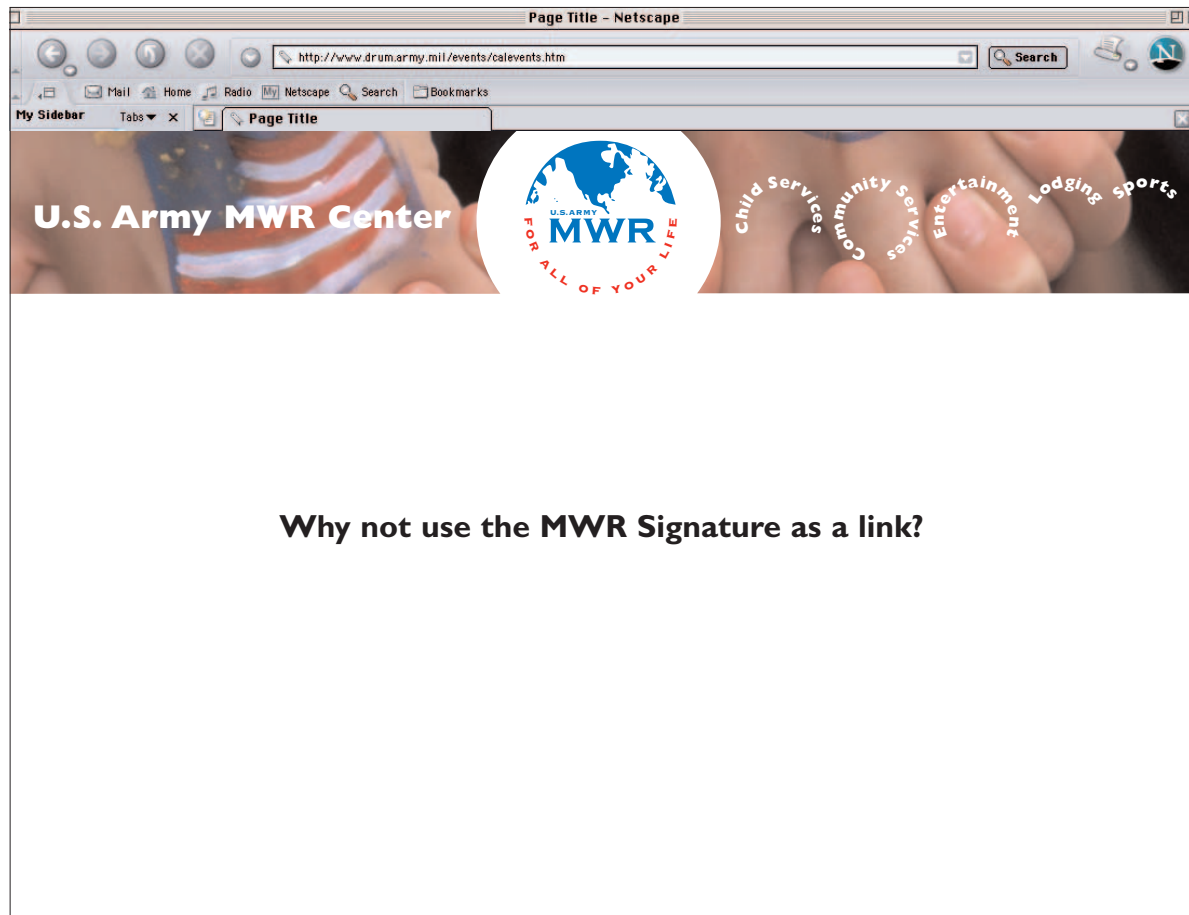 Page Title - Netscape
http://www.drum.army.mil/events/calevents.htm
Search
N
Mail Home Radio My Netscape Search Bookmarks
My Sidebar Tabs Page Title
U.S. Army MWR Center
U.S.ARMY
MWR
FOR ALL OF YOUR LIFE
Child Services Community Services Entertainment Lodging Sports
Why not use the MWR Signature as a link?